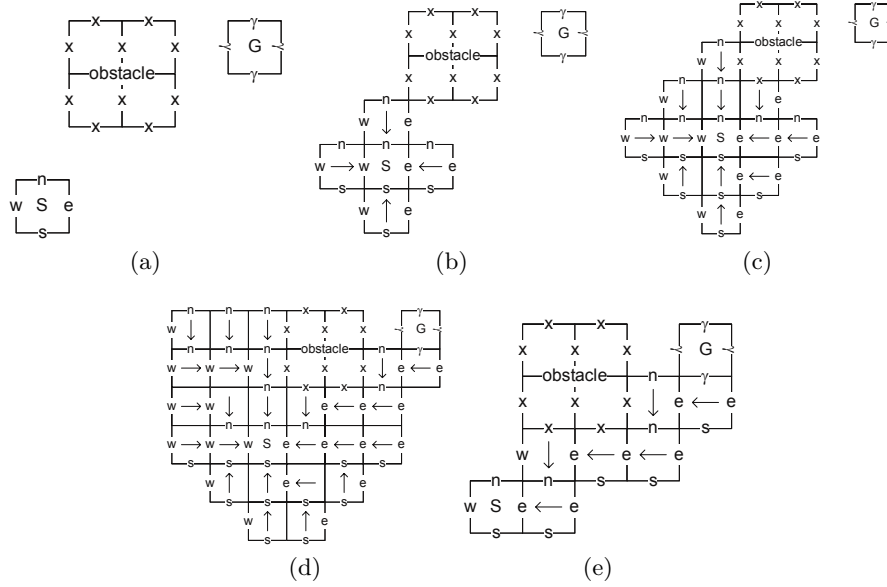 x x γ
x x x γ G γ
obstacle γ
x x x
x x
n
w S e
s
(a)
x x γ
x x x γ G γ
obstacle γ
x x x
n x x
w e
n n n
w w S e e
s s s
w e
s
(b)
x x γ
x x x γ G γ
n obstacle γ
w x x x
n n x x
w e
n n n n n
w w w S e e e
s s s s
w e e
s s s
w e
s
(c)
n n n x x γ
w x x x γ G γ
n n n obstacle n γ
w w w x x e e
n x x n s
w w e e e
n n n
w w w S e e e e
s s s s s
w e e
s s s s
w e
s s
(d)
x x γ
x x x γ G γ
obstacle n γ
x x x e e
x x n s
w e e e
n n s s
w S e e
s s
(e)